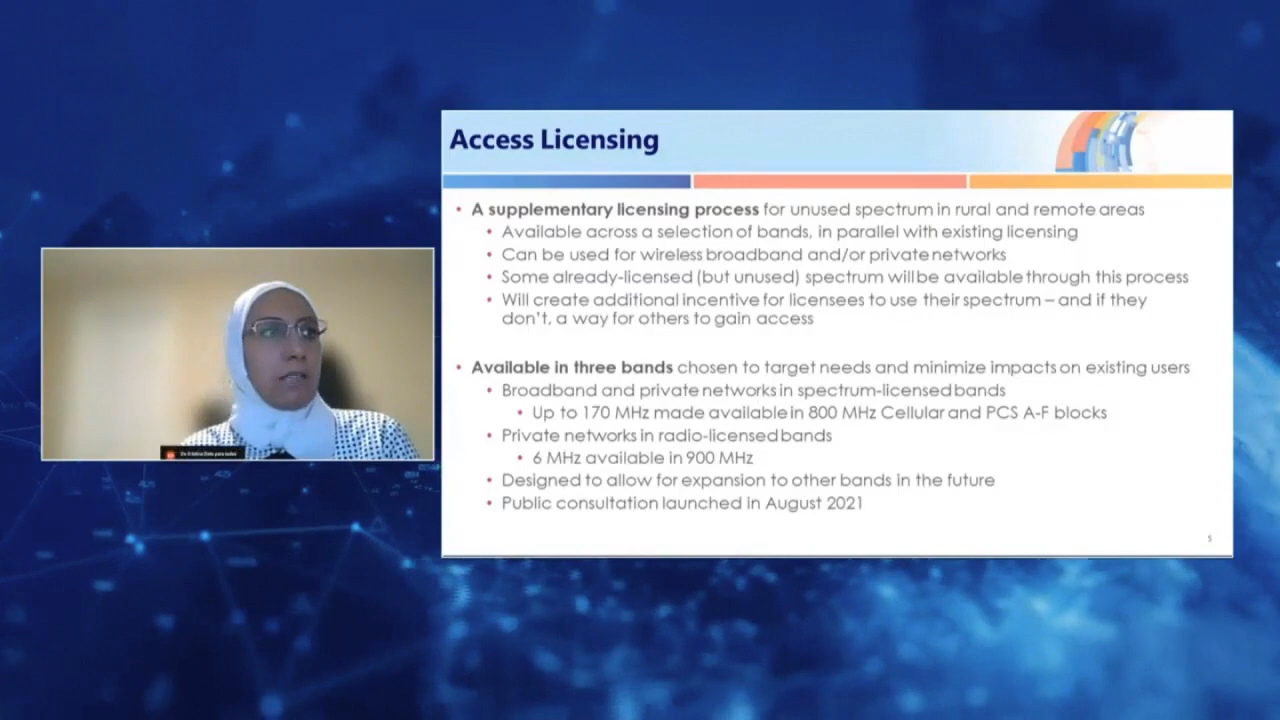 Access Licensing
• A supplementary licensing process for unused spectrum in rural and remote areas
• Available across a selection of bands, in parallel with existing licensing
• Can be used for wireless broadband and/or private networks
• Some already-licensed (but unused) spectrum will be available through this process
• Will create additional incentive for licensees to use their spectrum – and if they
don't, a way for others to gain access
• Available in three bands chosen to target needs and minimize impacts on existing users
• Broadband and private networks in spectrum-licensed bands
• Up to 170 MHz made available in 800 MHz Cellular and PCS A-F blocks
• Private networks in radio-licensed bands
• 6 MHz available in 900 MHz
• Designed to allow for expansion to other bands in the future
• Public consultation launched in August 2021
5